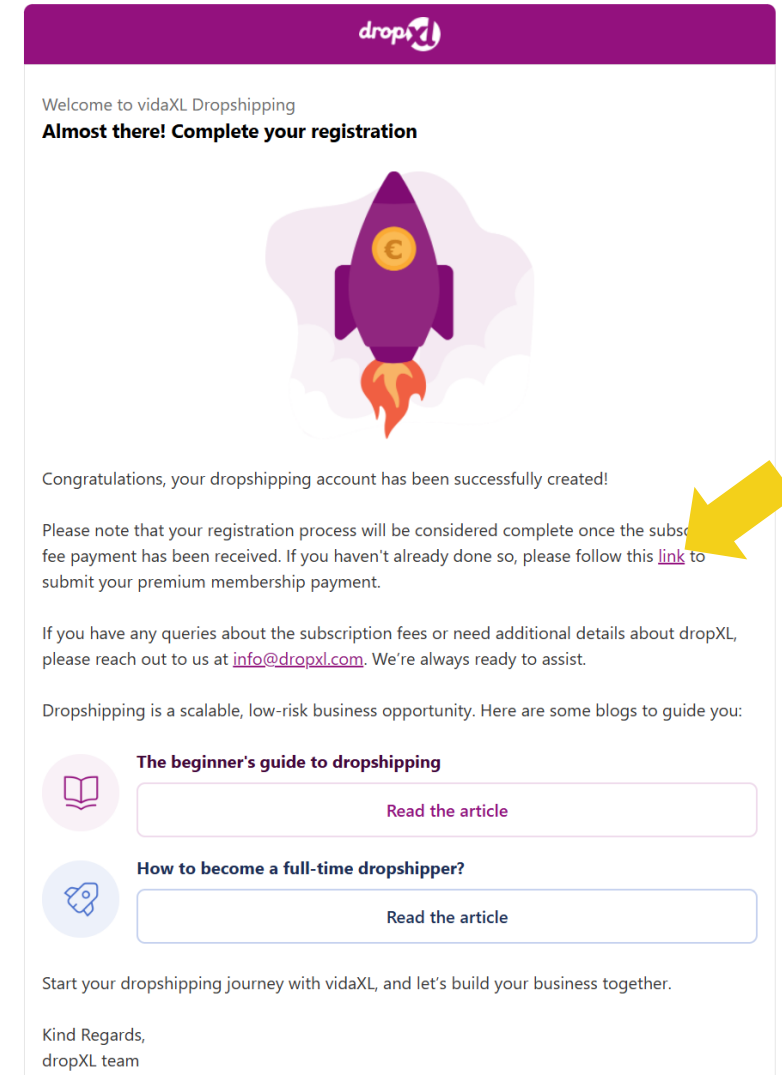 dropXL
Welcome to vidaXL Dropshipping
Almost there! Complete your registration
€
Congratulations, your dropshipping account has been successfully created!
Please note that your registration process will be considered complete once the
fee payment has been received. If you haven't already done so, please follow this link to
submit your premium membership payment.
If you have any queries about the subscription fees or need additional details about dropXL,
please reach out to us at info@dropxl.com. We’re always ready to assist.
Dropshipping is a scalable, low-risk business opportunity. Here are some blogs to guide you:
The beginner's guide to dropshipping
Read the article
How to become a full-time dropshipper?
Read the article
Start your dropshipping journey with vidaXL, and let’s build your business together.
Kind Regards,
dropXL team